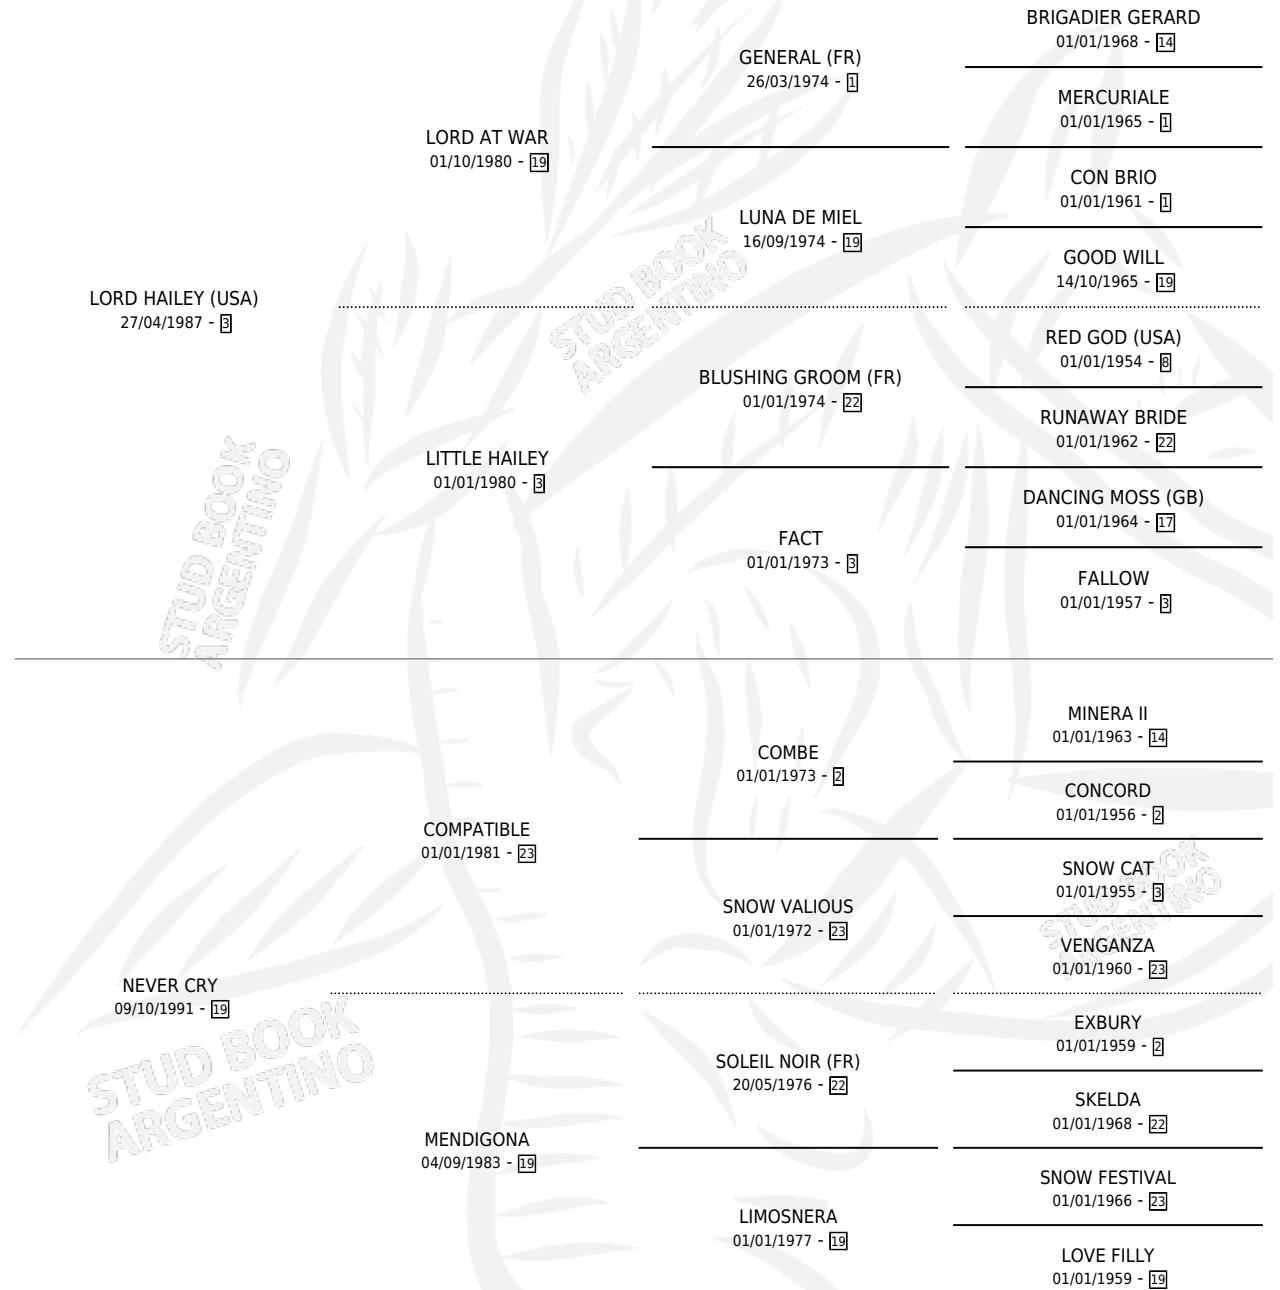 BRIGADIER GERARD
01/01/1968 - 14
GENERAL (FR)
26/03/1974 - 1
MERCURIALE
01/01/1965 - 1
LORD AT WAR
01/10/1980 - 19
CON BRIO
01/01/1961 - 1
LUNA DE MIEL
16/09/1974 - 19
GOOD WILL
14/10/1965 - 19
LORD HAILEY (USA)
27/04/1987 - 3
RED GOD (USA)
01/01/1954 - 8
BLUSHING GROOM (FR)
01/01/1974 - 22
RUNAWAY BRIDE
01/01/1962 - 22
LITTLE HAILEY
01/01/1980 - 3
DANCING MOSS (GB)
01/01/1964 - 17
FACT
01/01/1973 - 3
FALLOW
01/01/1957 - 3
MINERA II
01/01/1963 - 14
COMBE
01/01/1973 - 2
CONCORD
01/01/1956 - 2
COMPATIBLE
01/01/1981 - 23
SNOW CAT
01/01/1955 - 3
SNOW VALIOUS
01/01/1972 - 23
VENGANZA
01/01/1960 - 23
NEVER CRY
09/10/1991 - 19
EXBURY
01/01/1959 - 2
SOLEIL NOIR (FR)
20/05/1976 - 22
SKELDA
01/01/1968 - 22
MENDIGONA
04/09/1983 - 19
SNOW FESTIVAL
01/01/1966 - 23
LIMOSNERA
01/01/1977 - 19
LOVE FILLY
01/01/1959 - 19
STUD BOOK
ARGENTINO
STUD BOOK
ARGENTINO
STUD BOOK
ARGENTINO
STUD BOOK
ARGENTINO